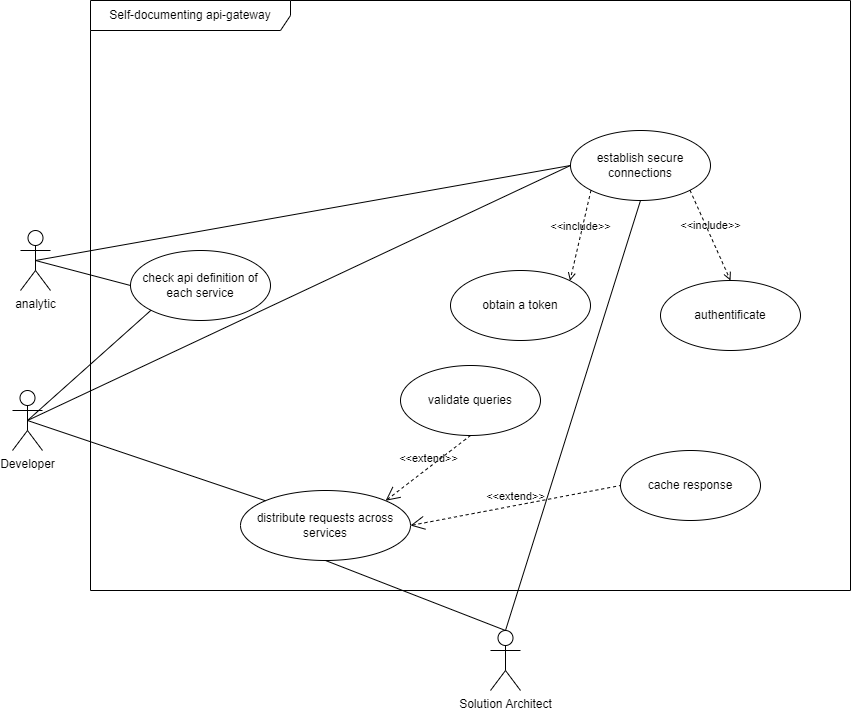 Self-documenting api-gateway
establish secure
connections
<<include>>
<<include>>
analytic
check api definition of
each service
obtain a token
authentificate
validate queries
Developer
<<extend>>
cache response
<<extend>>
distribute requests across
services
Solution Architect